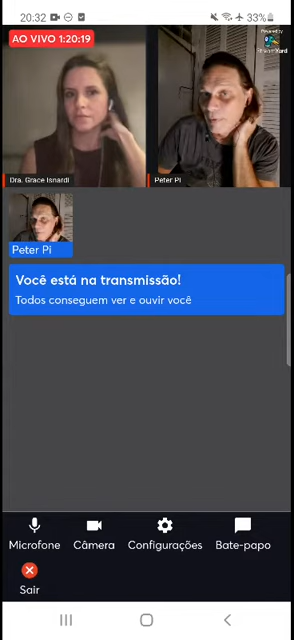 20:32
33%
AO VIVO 1:20:19
Powered by
StreamYard
Dra. Grace Isnardi
Peter Pi
Peter Pi
Você está na transmissão!
Todos conseguem ver e ouvir você
Microfone
Câmera
Configurações
Bate-papo
Sair